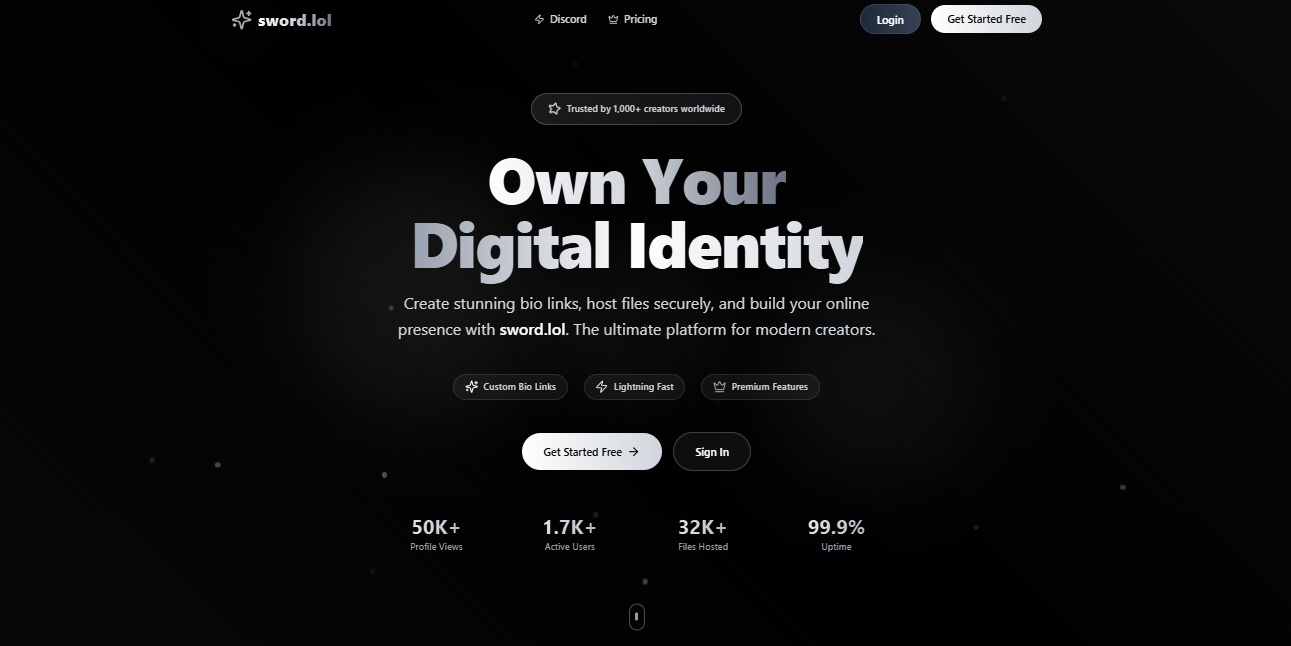 sword.lol
Discord
Pricing
Login
Get Started Free
Trusted by 1,000+ creators worldwide
Own Your
Digital Identity
Create stunning bio links, host files securely, and build your online
presence with sword.lol. The ultimate platform for modern creators.
Custom Bio Links
Lightning Fast
Premium Features
Get Started Free
Sign In
50K+
Profile Views
1.7K+
Active Users
32K+
Files Hosted
99.9%
Uptime